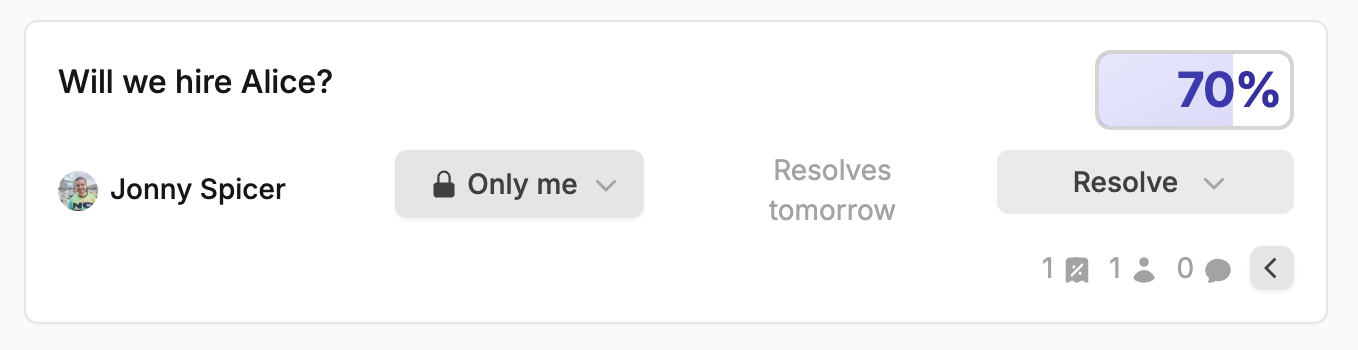 Will we hire Alice?
70%
Jonny Spicer
Only me
Resolves
tomorrow
Resolve
1 1 0